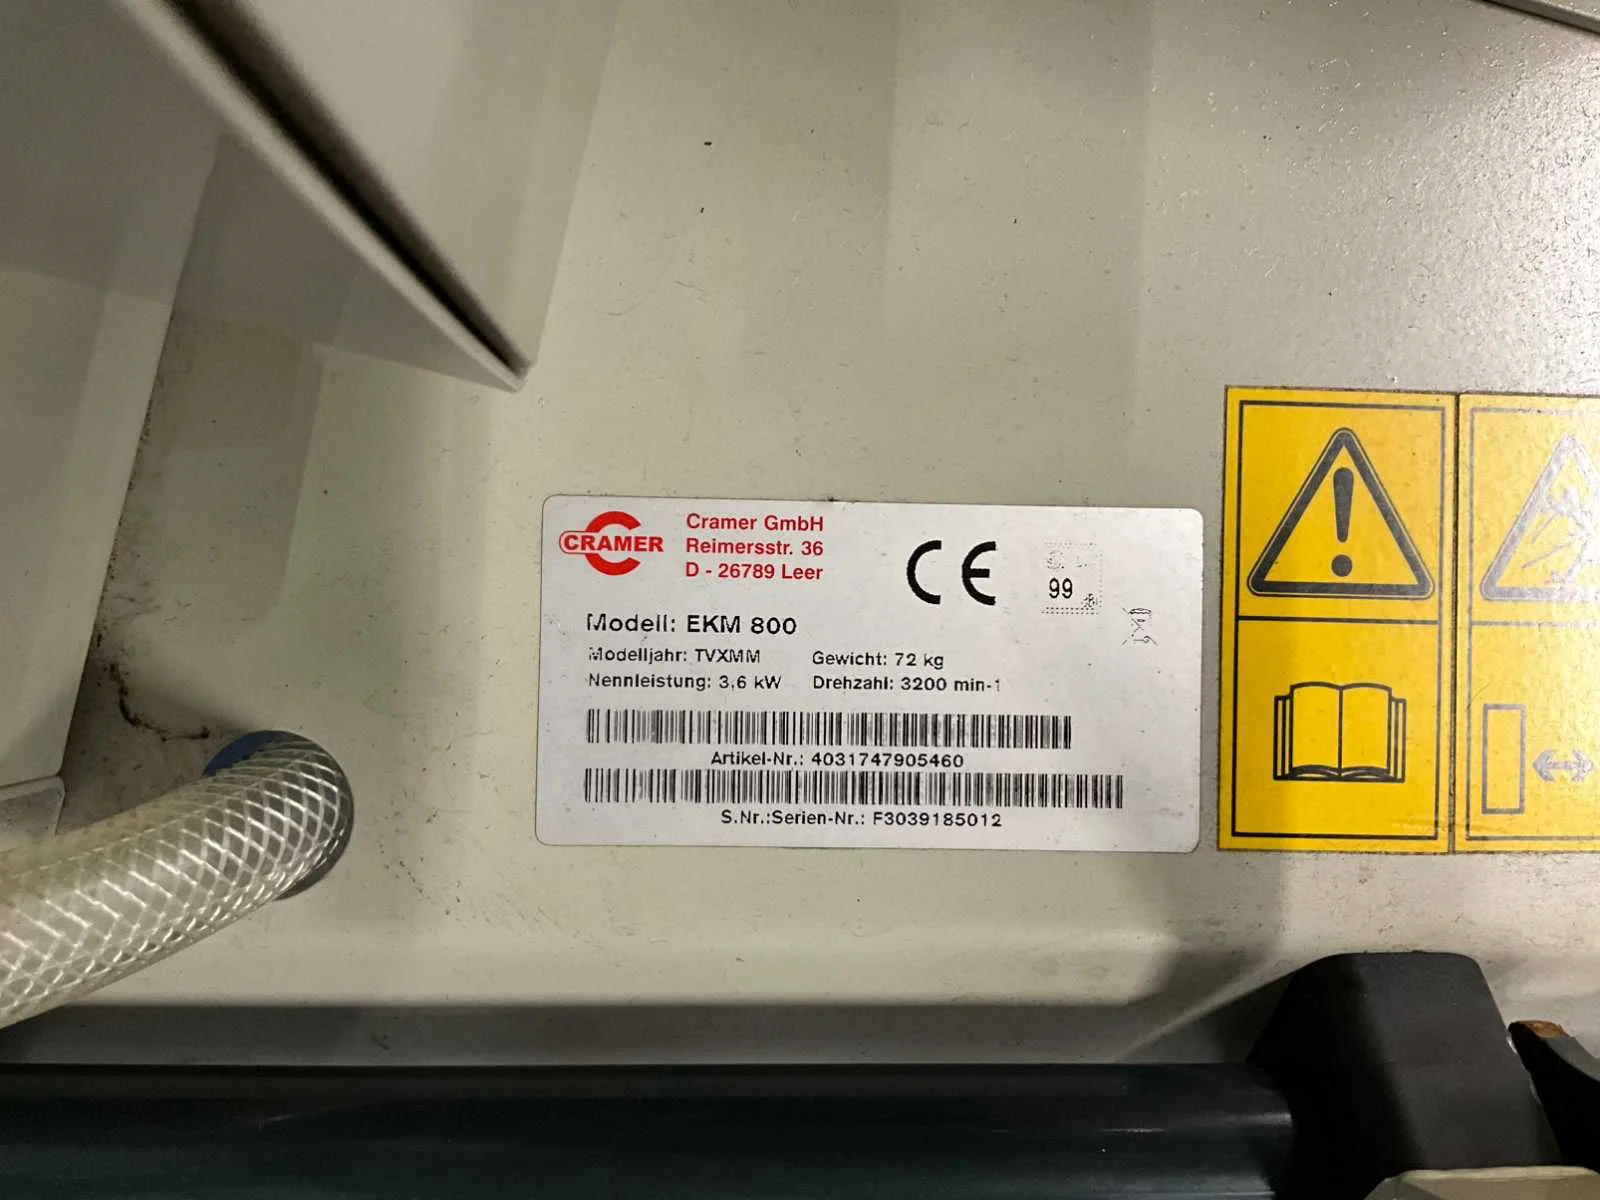 CRAMER
Cramer GmbH
Reimersstr. 36
D - 26789 Leer
CE
99
Modell: EKM 800
Modelljahr: TVXMM
Gewicht: 72 kg
Nennleistung: 3,6 kW
Drehzahl: 3200 min-1
Artikel-Nr.: 4031747905460
S.Nr.:Serien-Nr.: F3039185012